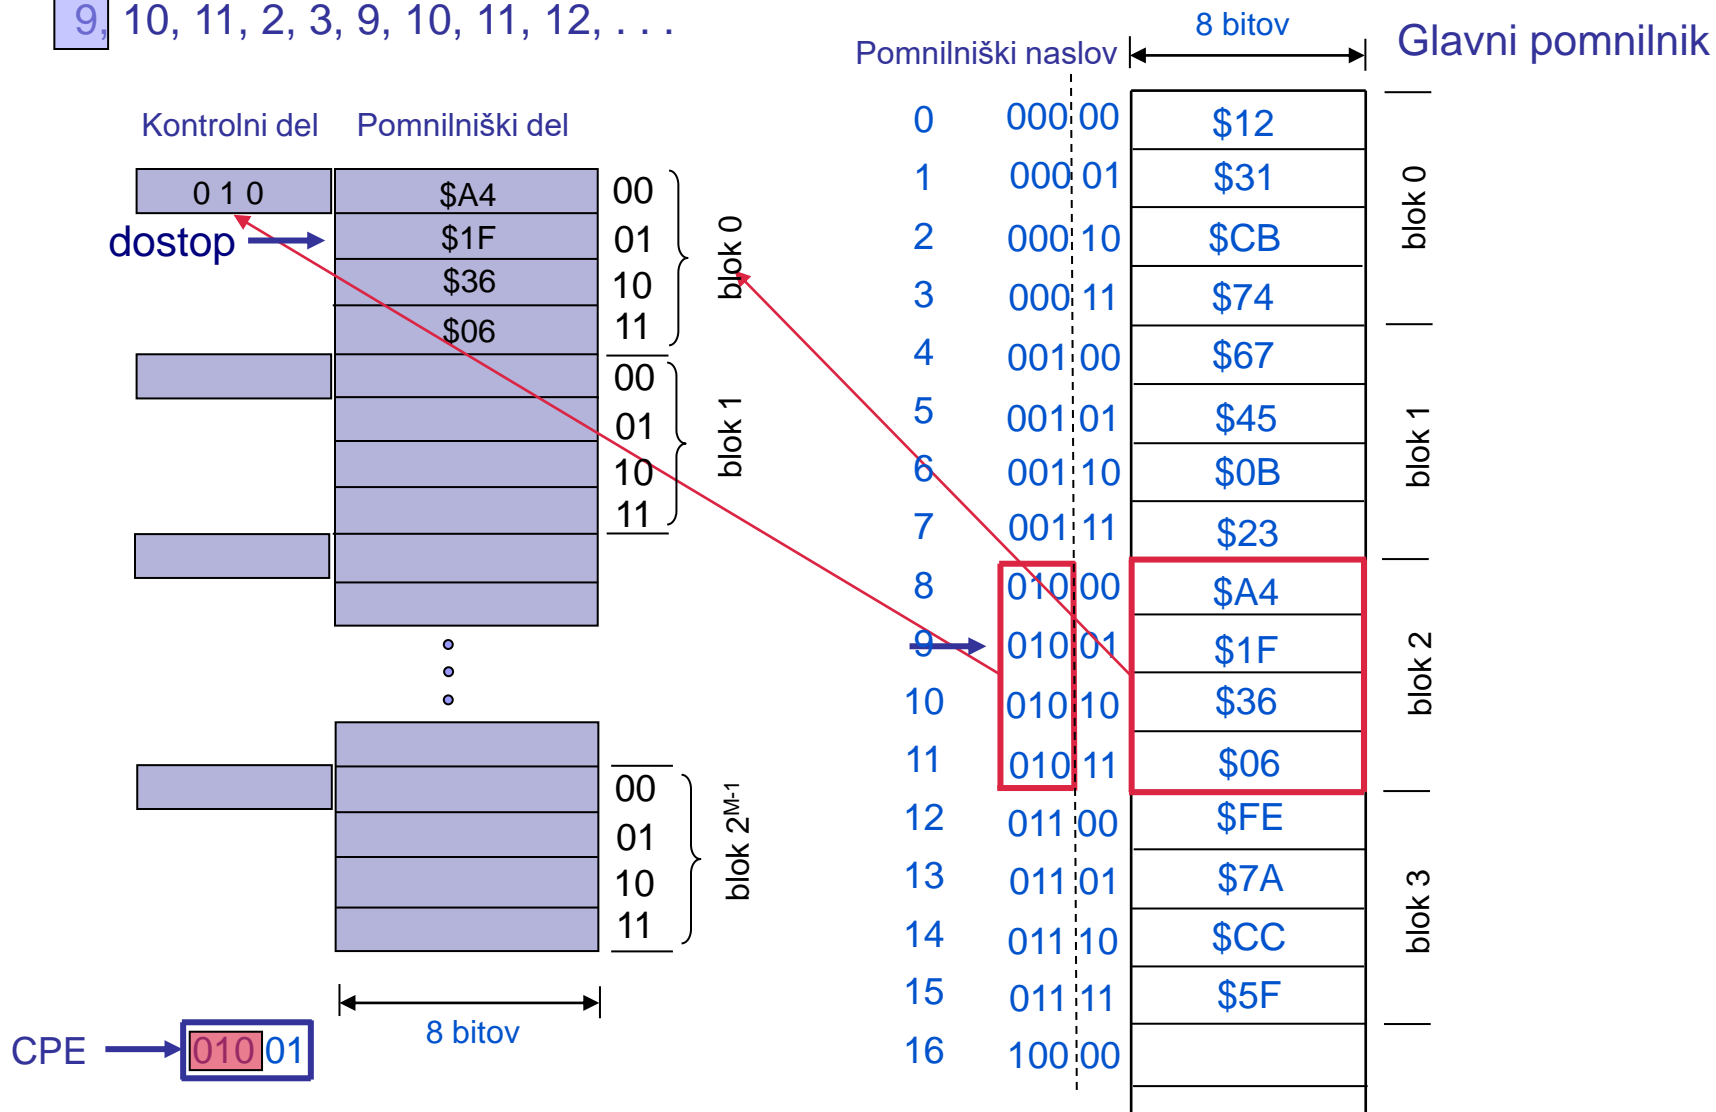 9, 10, 11, 2, 3, 9, 10, 11, 12, . . .
Kontrolni del Pomnilniški del
0 1 0 $A4 00
dostop $1F 01
$36 10
$06 11
blok 0
00
01
10
11
blok 1
00
01
10
11
blok 2M-1
8 bitov
CPE 010 01
Pomnilniški naslov 8 bitov Glavni pomnilnik
0 000 00 $12
1 000 01 $31
2 000 10 $CB
3 000 11 $74
blok 0
4 001 00 $67
5 001 01 $45
6 001 10 $0B
7 001 11 $23
blok 1
8 010 00 $A4
9 010 01 $1F
10 010 10 $36
11 010 11 $06
blok 2
12 011 00 $FE
13 011 01 $7A
14 011 10 $CC
15 011 11 $5F
blok 3
16 100 00